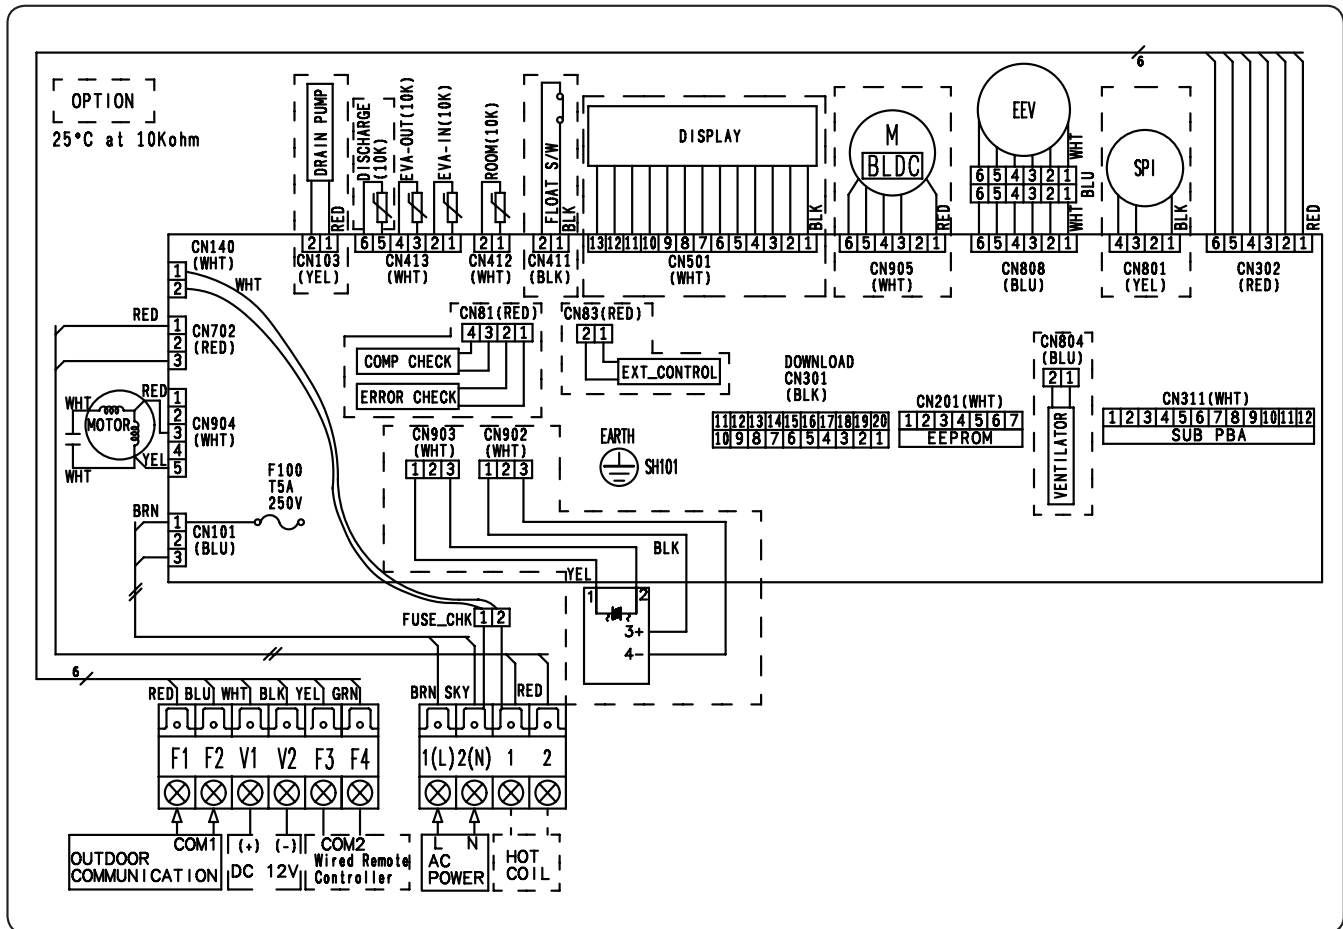 6
OPTION
25°C at 10Kohm
DRAIN PUMP
RED
2 1
CN103
(YEL)
DISCHARGE
(10K)
EVA-OUT(10K)
EVA-IN(10K)
6 5 4 3 2 1
CN413
(WHT)
ROOM(10K)
2 1
CN412
(WHT)
FLOAT S/W
BLK
2 1
CN411
(BLK)
DISPLAY
BLK
13 12 11 10 9 8 7 6 5 4 3 2 1
CN501
(WHT)
M
BLDC
RED
6 5 4 3 2 1
CN905
(WHT)
EEV
WHT
6 5 4 3 2 1
6 5 4 3 2 1
BLU
WHT
6 5 4 3 2 1
CN808
(BLU)
SPI
BLK
4 3 2 1
CN801
(YEL)
RED
6 5 4 3 2 1
CN302
(RED)
CN140
(WHT)
1
2
WHT
RED
1
2
3
CN702
(RED)
WHT
MOTOR
RED
YEL
WHT
1
2
3
4
5
CN904
(WHT)
BRN
1
2
3
CN101
(BLU)
F100
T5A
250V
CN81(RED)
4 3 2 1
COMP CHECK
ERROR CHECK
CN83(RED)
2 1
EXT_CONTROL
DOWNLOAD
CN301
(BLK)
11 12 13 14 15 16 17 18 19 20
10 9 8 7 6 5 4 3 2 1
CN201(WHT)
1 2 3 4 5 6 7
EEPROM
CN804
(BLU)
2 1
VENTILATOR
CN311(WHT)
1 2 3 4 5 6 7 8 9 10 11 12
SUB PBA
CN903
(WHT)
1 2 3
CN902
(WHT)
1 2 3
EARTH
SH101
BLK
YEL
1 2
3+
4-
FUSE_CHK 1 2
6
RED BLU WHT BLK YEL GRN
F1 F2 V1 V2 F3 F4
BRN SKY RED
1(L) 2(N) 1 2
COM1
OUTDOOR
COMMUNICATION
(+) (-)
DC 12V
COM2
Wired Remote
Controller
L N
AC
POWER
HOT
COIL